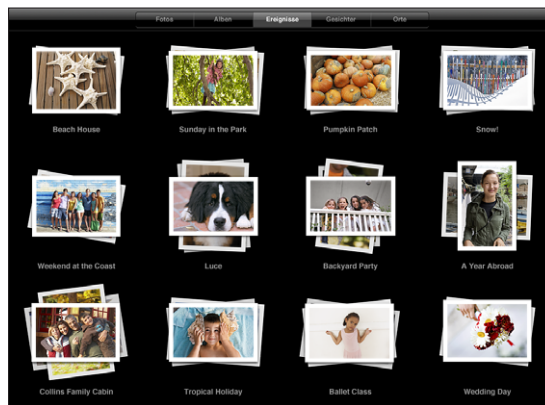 Fotos Alben Ereignisse Gesichter Orte
Beach House Sunday in the Park Pumpkin Patch Snow!
Weekend at the Coast Luce Backyard Party A Year Abroad
Collins Family Cabin Tropical Holiday Ballet Class Wedding Day